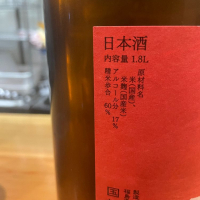 日本酒
内容量 1.8L
原材料名
米(国産)、
米麹(国産米)
アルコール分 17%
精米歩合 60%